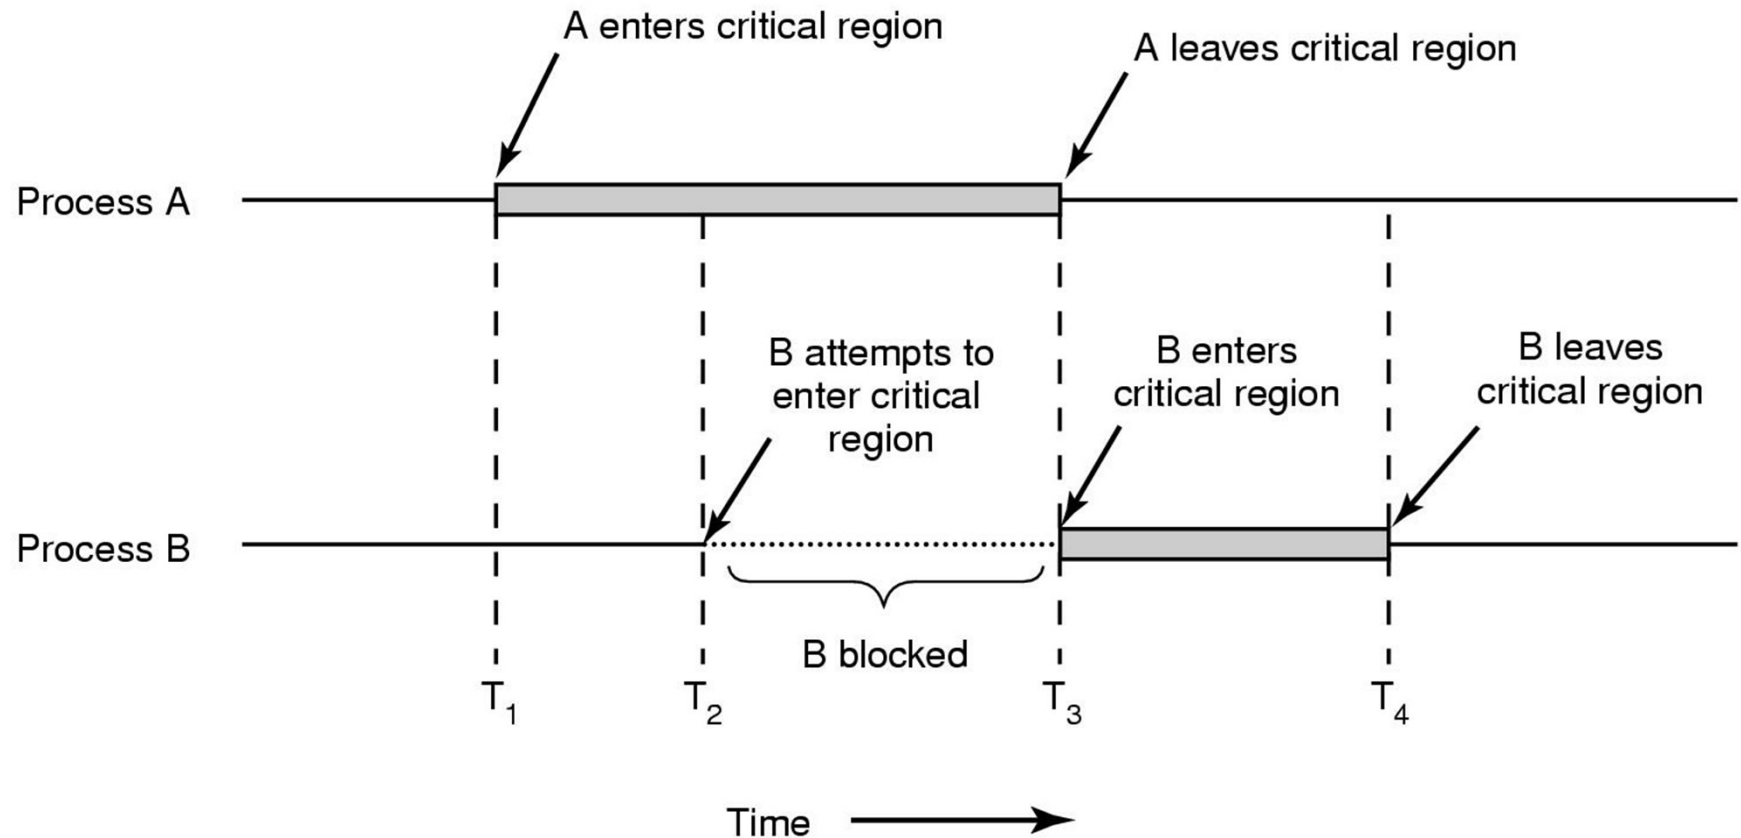 A enters critical region
A leaves critical region
Process A
B attempts to
enter critical
region
B enters
critical region
B leaves
critical region
Process B
B blocked
T1
T2
T3
T4
Time